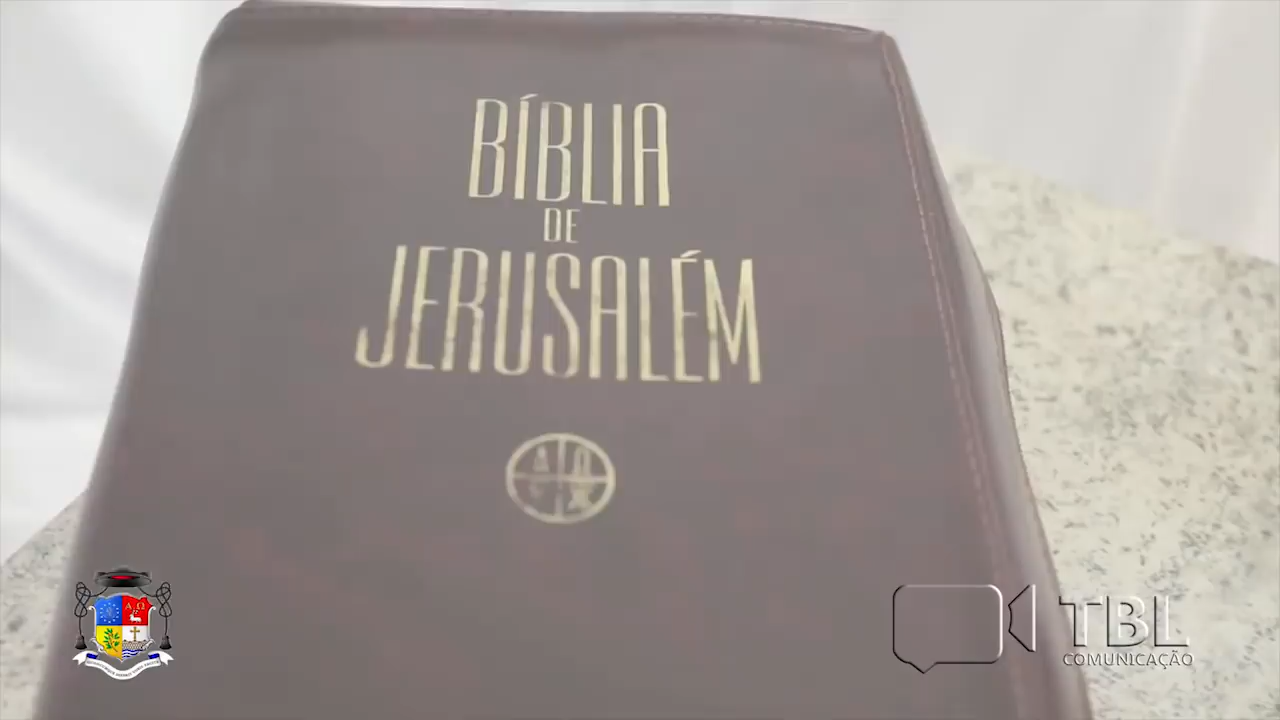 BÍBLIA
DE
JERUSALÉM
Α Ω
TBL
COMUNICAÇÃO